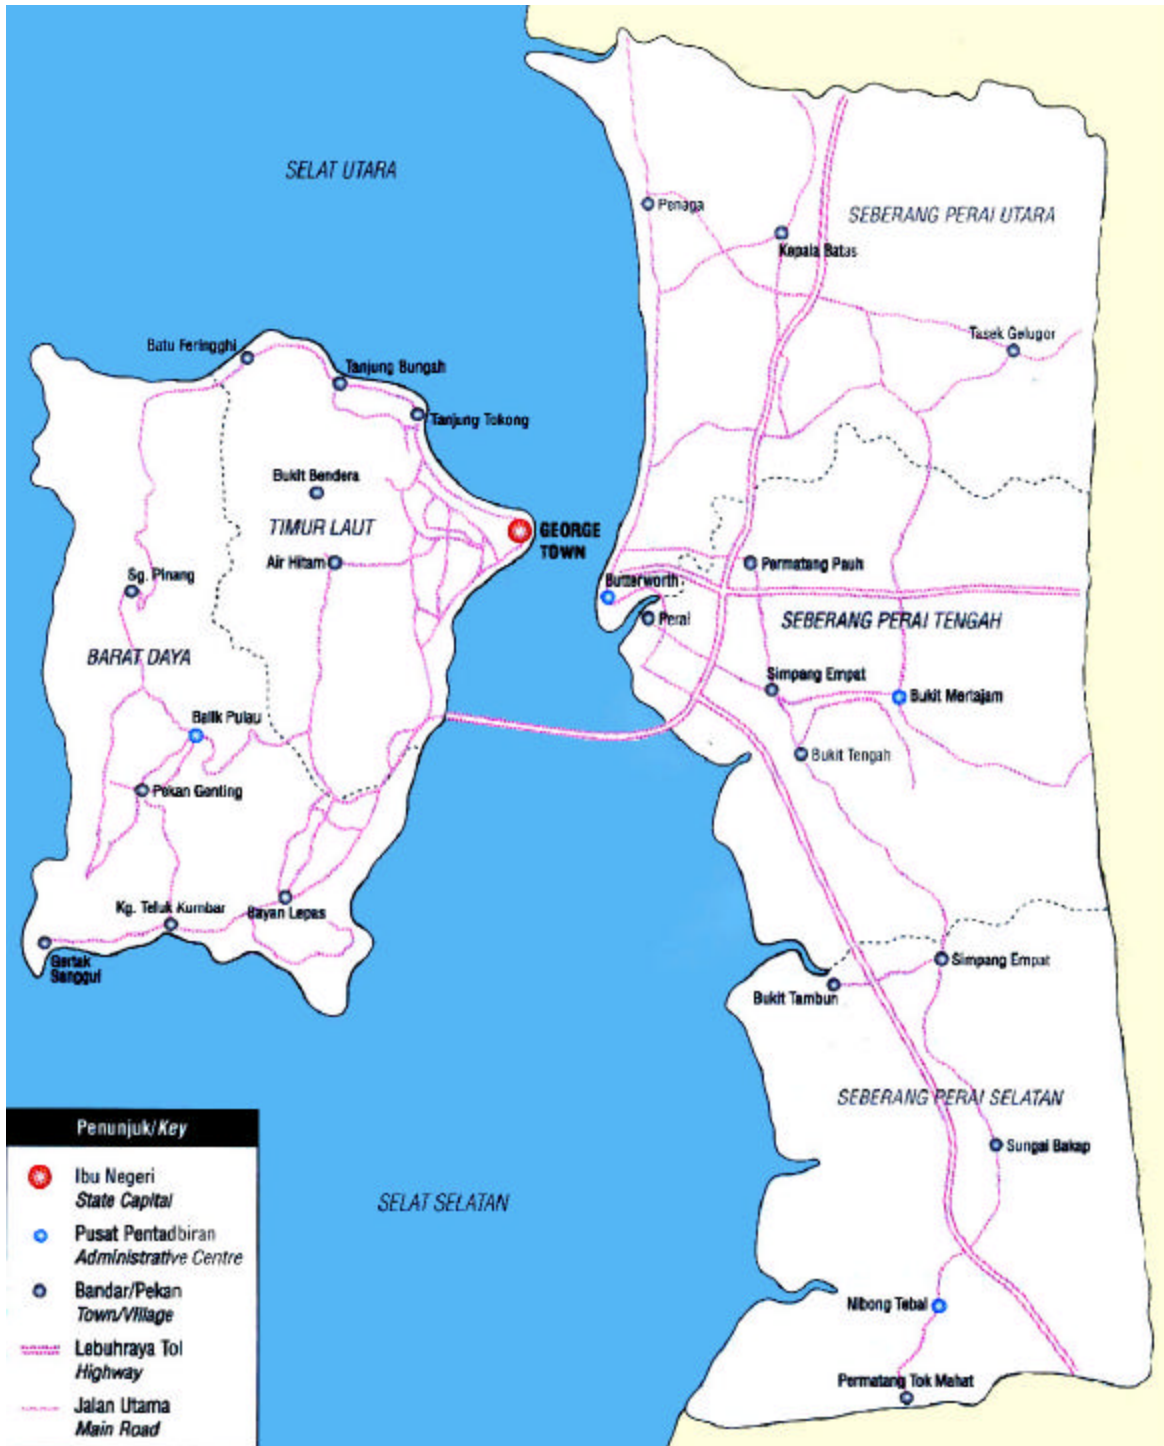 SELAT UTARA
Penaga
SEBERANG PERAI UTARA
Kepala Batas
Tasek Gelugor
Batu Feringghi
Tanjung Bungah
Tanjung Tokong
Bukit Bendera
TIMUR LAUT
GEORGE
TOWN
Air Hitam
Permatang Pauh
Sg. Pinang
Butterworth
Perai
SEBERANG PERAI TENGAH
BARAT DAYA
Simpang Empat
Bukit Mertajam
Balik Pulau
Bukit Tengah
Pekan Genting
Kg. Teluk Kumbar
Bayan Lepas
Gertak
Sanggul
Simpang Empat
Bukit Tambun
SEBERANG PERAI SELATAN
Sungai Bakap
SELAT SELATAN
Nibong Tebal
Permatang Tok Mahat
Penunjuk/Key
Ibu Negeri
State Capital
Pusat Pentadbiran
Administrative Centre
Bandar/Pekan
Town/Village
Lebuhraya Tol
Highway
Jalan Utama
Main Road